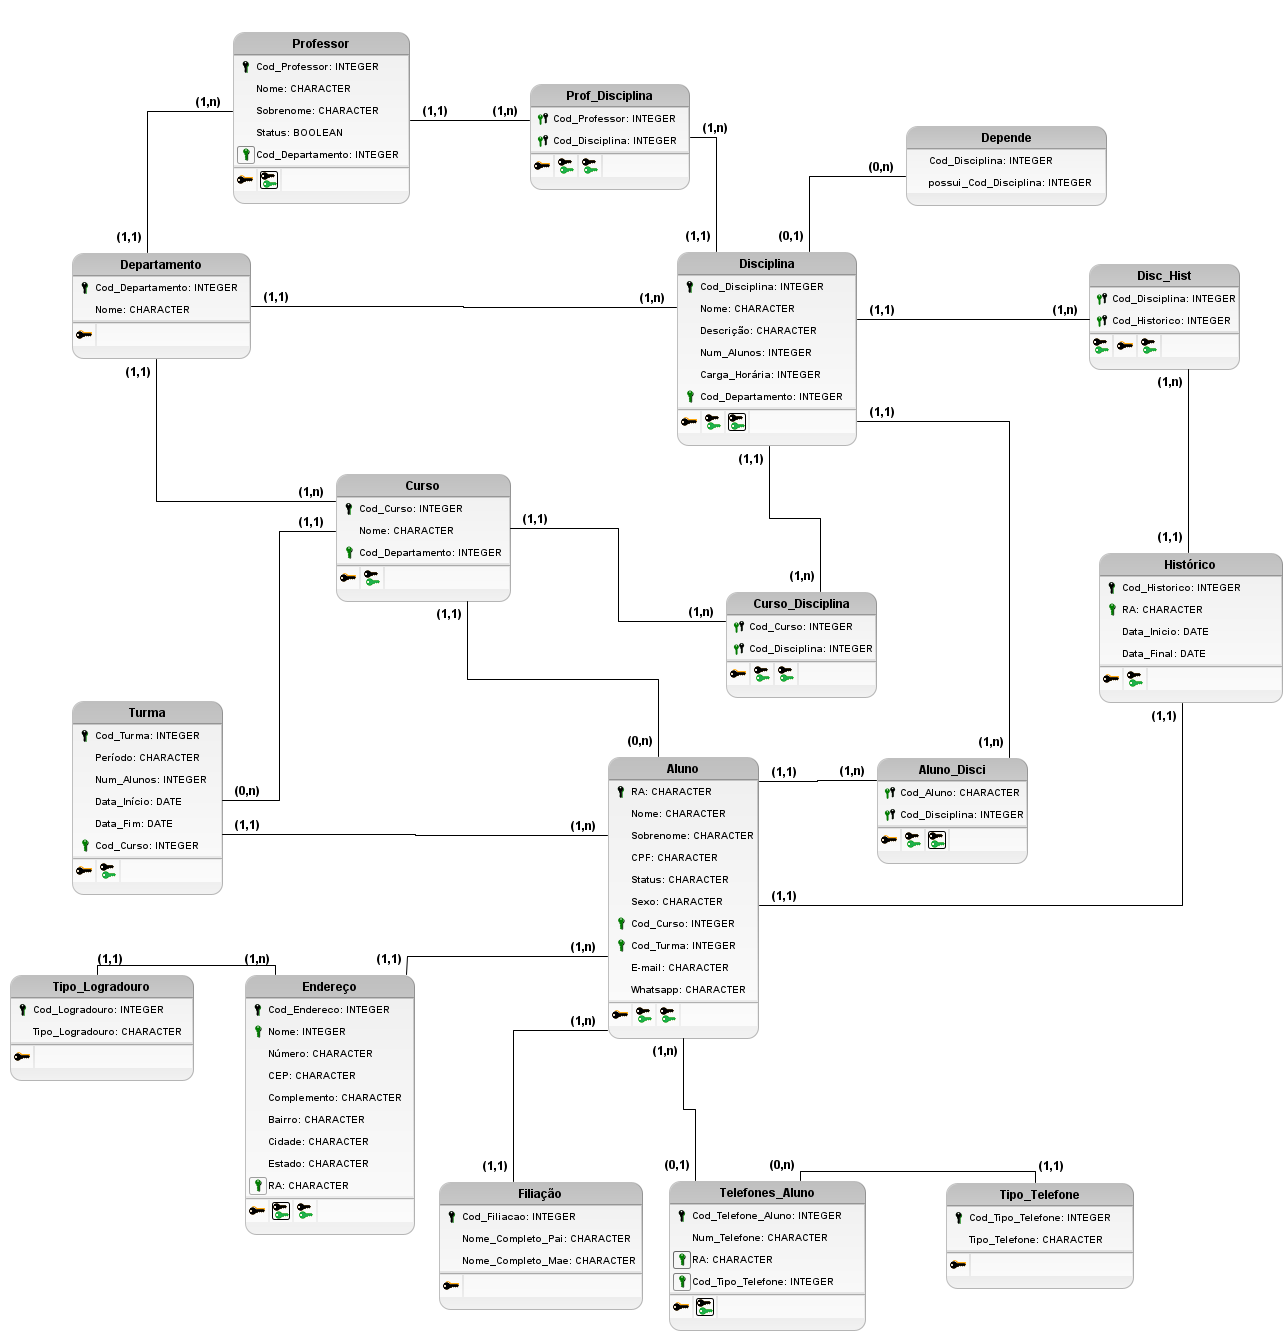 Professor
Cod_Professor: INTEGER
Nome: CHARACTER
Sobrenome: CHARACTER
Status: BOOLEAN
Cod_Departamento: INTEGER
(1,n)
(1,1)
(1,n)
Prof_Disciplina
Cod_Professor: INTEGER
Cod_Disciplina: INTEGER
(1,n)
(1,1)
Depende
Cod_Disciplina: INTEGER
possui_Cod_Disciplina: INTEGER
(0,n)
(0,1)
(1,1)
Departamento
Cod_Departamento: INTEGER
Nome: CHARACTER
(1,1)
(1,n)
(1,1)
Disciplina
Cod_Disciplina: INTEGER
Nome: CHARACTER
Descrição: CHARACTER
Num_Alunos: INTEGER
Carga_Horária: INTEGER
Cod_Departamento: INTEGER
(1,1)
(1,n)
(1,1)
(1,1)
Disc_Hist
Cod_Disciplina: INTEGER
Cod_Historico: INTEGER
(1,n)
(1,1)
Curso
Cod_Curso: INTEGER
Nome: CHARACTER
Cod_Departamento: INTEGER
(1,n)
(1,1)
(1,1)
(1,1)
(1,n)
(1,n)
Curso_Disciplina
Cod_Curso: INTEGER
Cod_Disciplina: INTEGER
Histórico
Cod_Historico: INTEGER
RA: CHARACTER
Data_Inicio: DATE
Data_Final: DATE
(1,1)
Turma
Cod_Turma: INTEGER
Período: CHARACTER
Num_Alunos: INTEGER
Data_Início: DATE
Data_Fim: DATE
Cod_Curso: INTEGER
(0,n)
(1,1)
(1,n)
(0,n)
Aluno
RA: CHARACTER
Nome: CHARACTER
Sobrenome: CHARACTER
CPF: CHARACTER
Status: CHARACTER
Sexo: CHARACTER
Cod_Curso: INTEGER
Cod_Turma: INTEGER
E-mail: CHARACTER
Whatsapp: CHARACTER
(1,1)
(1,n)
(1,n)
Aluno_Disci
Cod_Aluno: CHARACTER
Cod_Disciplina: INTEGER
(1,1)
(1,n)
(1,1)
(1,1)
(1,n)
Tipo_Logradouro
Cod_Logradouro: INTEGER
Tipo_Logradouro: CHARACTER
Endereço
Cod_Endereco: INTEGER
Nome: INTEGER
Número: CHARACTER
CEP: CHARACTER
Complemento: CHARACTER
Bairro: CHARACTER
Cidade: CHARACTER
Estado: CHARACTER
RA: CHARACTER
(1,n)
(1,1)
Filiação
Cod_Filiacao: INTEGER
Nome_Completo_Pai: CHARACTER
Nome_Completo_Mae: CHARACTER
(1,n)
(0,1)
Telefones_Aluno
Cod_Telefone_Aluno: INTEGER
Num_Telefone: CHARACTER
RA: CHARACTER
Cod_Tipo_Telefone: INTEGER
(0,n)
(1,1)
Tipo_Telefone
Cod_Tipo_Telefone: INTEGER
Tipo_Telefone: CHARACTER